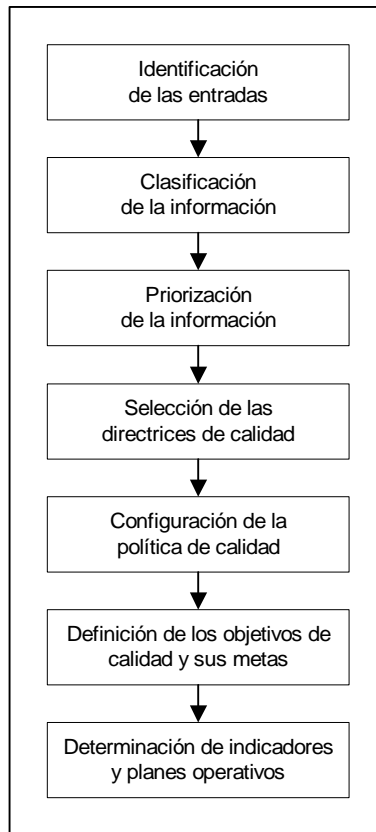 Identificación
de las entradas
Clasificación
de la información
Priorización
de la información
Selección de las
directrices de calidad
Configuración de la
política de calidad
Definición de los objetivos de
calidad y sus metas
Determinación de indicadores
y planes operativos